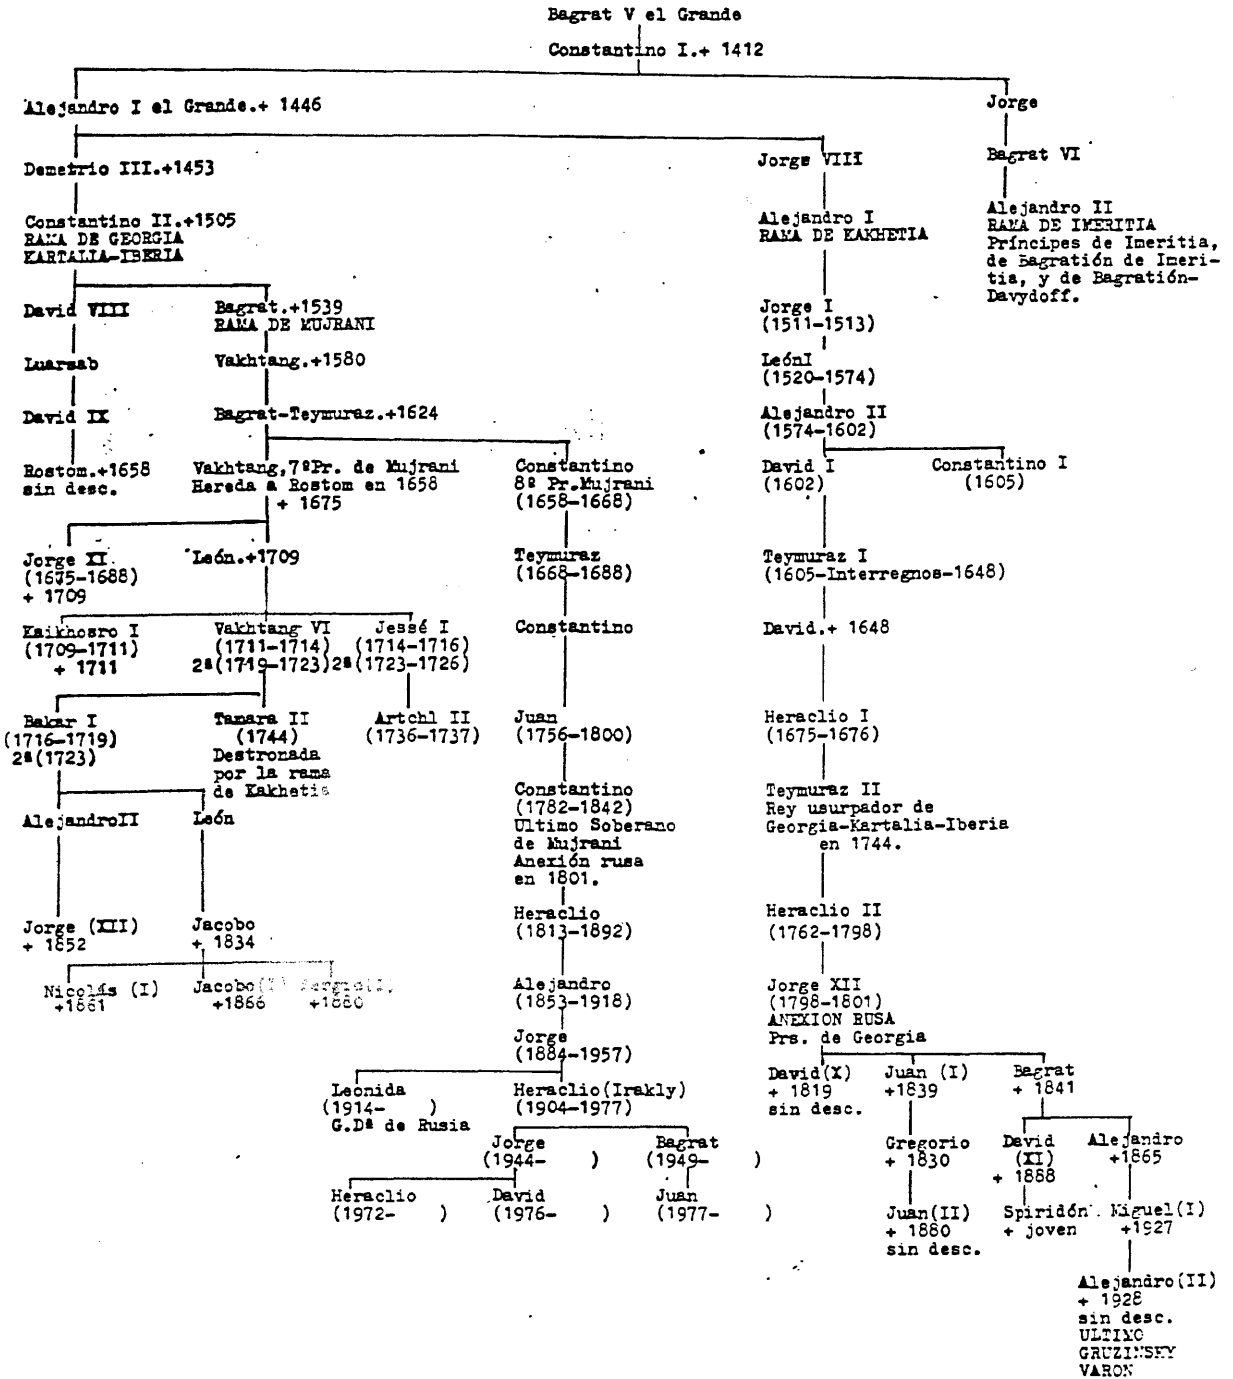 Bagrat V el Grande
Constantino I.+ 1412
Alejandro I el Grande.+ 1446
Jorge
Demetrio III.+1453
Jorge VIII
Bagrat VI
Constantino II.+1505
RAMA DE GEORGIA
KARTALIA-IBERIA
Alejandro I
RAMA DE KAKHETIA
Alejandro II
RAMA DE IMERITIA
Príncipes de Imeritia,
de Bagratión de Imeri-
tia, y de Bagratión-
Davydoff.
David VIII
Bagrat.+1539
RAMA DE MUJRANI
Jorge I
(1511-1513)
Luarsab
Vakhtang.+1580
LeónI
(1520-1574)
David IX
Bagrat-Teymuraz.+1624
Alejandro II
(1574-1602)
Rostom.+1658
sin desc.
Vakhtang,7ºPr. de Mujrani
Hereda a Rostom en 1658
+ 1675
Constantino
8º Pr.Mujrani
(1658-1668)
David I
(1602)
Constantino I
(1605)
Jorge XI.
(1675-1688)
+ 1709
León.+1709
Teymuraz
(1668-1688)
Teymuraz I
(1605-Interregnos-1648)
Kaikhosro I
(1709-1711)
+ 1711
Vakhtang VI
(1711-1714)
2ª(1719-1723)
Jessé I
(1714-1716)
2ª(1723-1726)
Constantino
David.+ 1648
Bakar I
(1716-1719)
2ª(1723)
Tamara II
(1744)
Destronada
por la rama
de Kakhetia
Artchl II
(1736-1737)
Juan
(1756-1800)
Heraclio I
(1675-1676)
AlejandroII
León
Constantino
(1782-1842)
Ultimo Soberano
de Mujrani
Anexión rusa
en 1801.
Teymuraz II
Rey usurpador de
Georgia-Kartalia-Iberia
en 1744.
Jorge (XII)
+ 1852
Jacobo
+ 1834
Heraclio
(1813-1892)
Heraclio II
(1762-1798)
Nicolás (I)
+1861
Jacobo(I)
+1866
Sergio(I)
+1880
Alejandro
(1853-1918)
Jorge XII
(1798-1801)
ANEXION RUSA
Prs. de Georgia
Jorge
(1884-1957)
Leonida
(1914- )
G.Dª de Rusia
Heraclio(Irakly)
(1904-1977)
David(X)
+ 1819
sin desc.
Juan (I)
+1839
Bagrat
+ 1841
Jorge
(1944- )
Bagrat
(1949- )
Gregorio
+ 1830
David
(XI)
+ 1888
Alejandro
+1865
Heraclio
(1972- )
David
(1976- )
Juan
(1977- )
Juan(II)
+ 1880
sin desc.
Spiridón
+ joven
Miguel(I)
+1927
Alejandro(II)
+ 1928
sin desc.
ULTIMO
GRUZINSKY
VARON